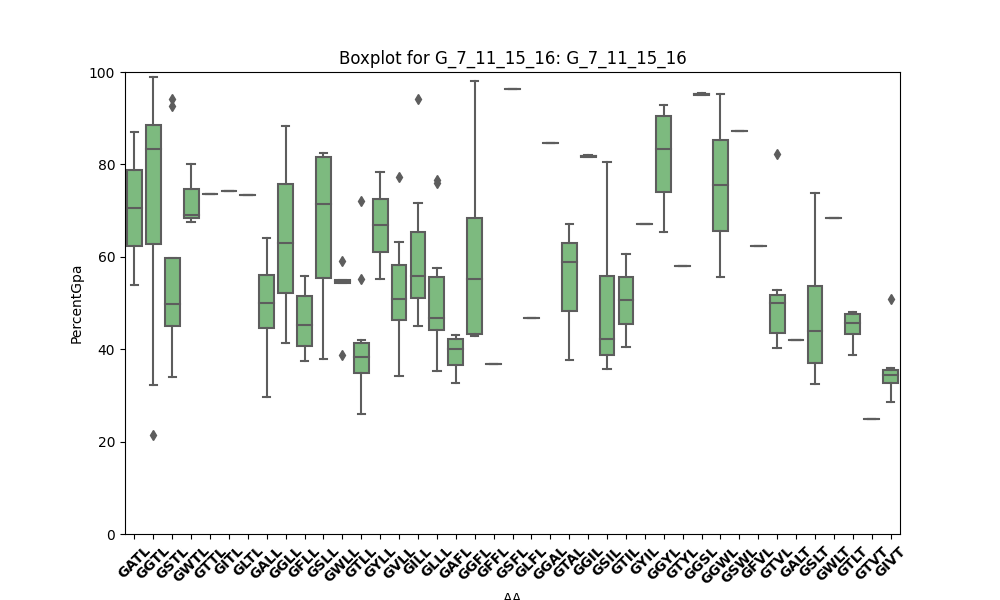 Boxplot for G_7_11_15_16: G_7_11_15_16
100
80
60
40
20
0
PercentGpa
GATL GGTL GSTL GWTL GTTL GITL GLTL GALL GGLL GFLL GSLL GWLL GTLL GYLL GVLL GILL GLLL GAFL GGFL GFFL GSFL GLFL GGAL GTAL GGIL GSIL GTIL GYIL GGYL GTYL GGSL GGWL GSWL GFVL GTVL GALT GSLT GWLT GTLT GTVT GIVT
AA